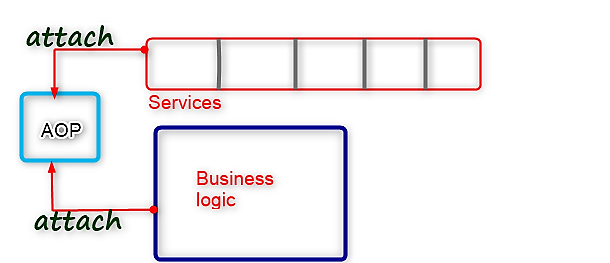 attach
Services
AOP
Business
logic
attach